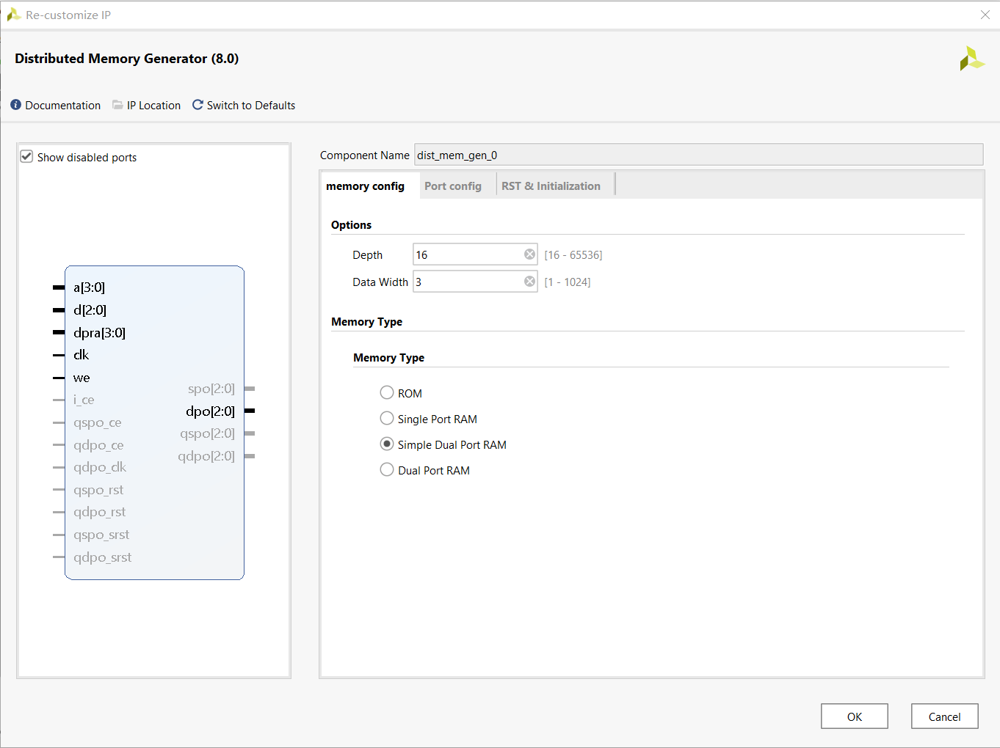 Re-customize IP
Distributed Memory Generator (8.0)
Documentation IP Location Switch to Defaults
Show disabled ports
a[3:0]
d[2:0]
dpra[3:0]
clk
we
i_ce
qspo_ce
qdpo_ce
qdpo_clk
qspo_rst
qdpo_rst
qspo_srst
qdpo_srst
spo[2:0]
dpo[2:0]
qspo[2:0]
qdpo[2:0]
Component Name dist_mem_gen_0
memory config Port config RST & Initialization
Options
Depth 16 [16 - 65536]
Data Width 3 [1 - 1024]
Memory Type
Memory Type
ROM
Single Port RAM
Simple Dual Port RAM
Dual Port RAM
OK Cancel